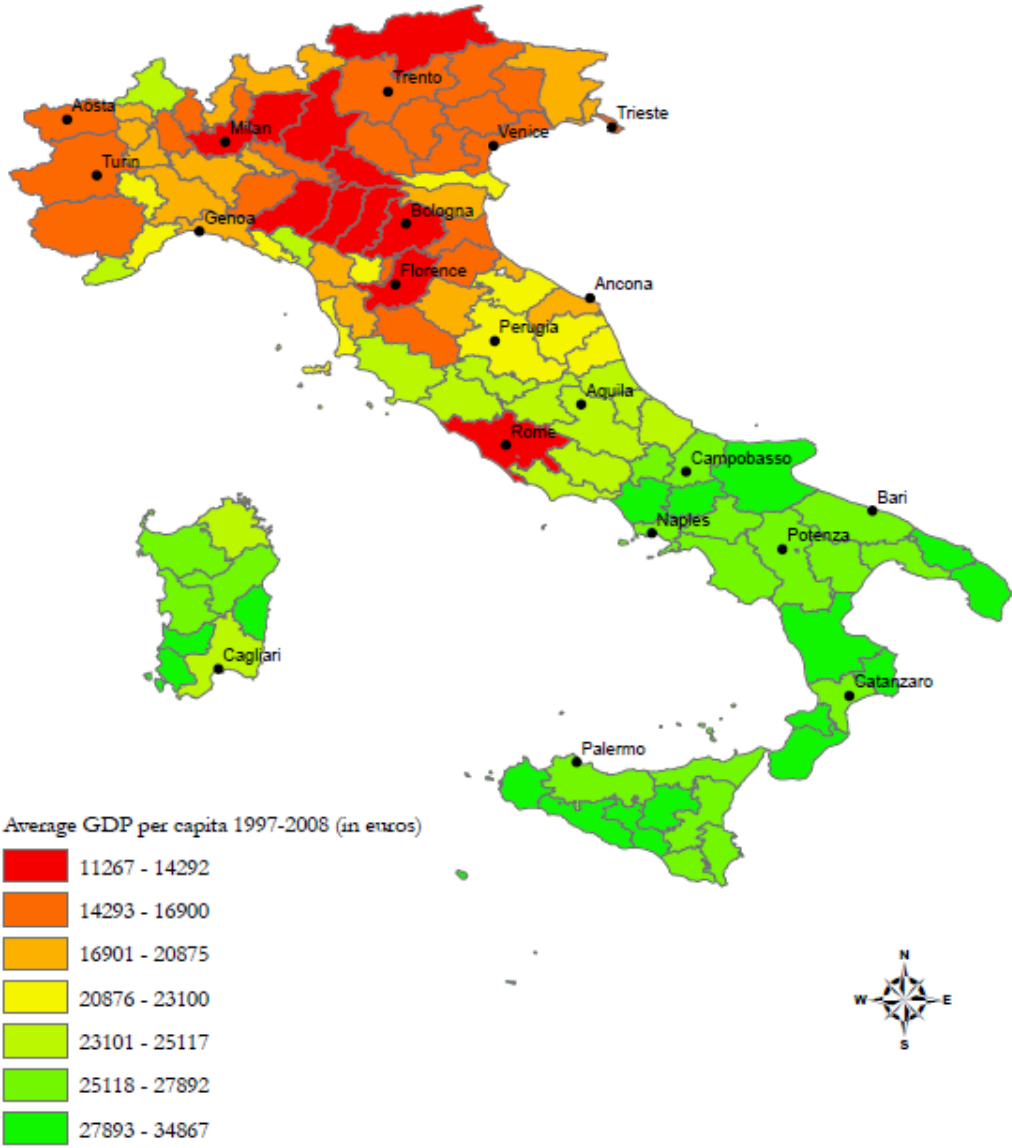 Trento
Aosta
Trieste
Milan
Venice
Turin
Bologna
Genoa
Florence
Ancona
Perugia
Aquila
Rome
Campobasso
Bari
Naples
Potenza
Cagliari
Catanzaro
Palermo
Average GDP per capita 1997-2008 (in euros)
11267 - 14292
14293 - 16900
16901 - 20875
20876 - 23100
23101 - 25117
25118 - 27892
27893 - 34867
N
W E
S